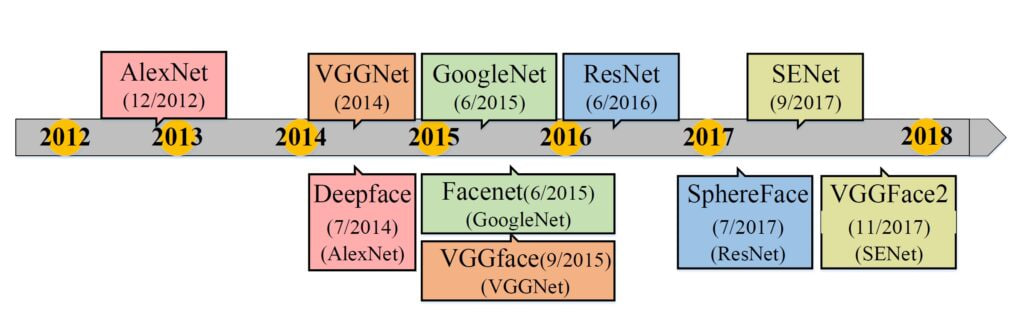 AlexNet
(12/2012)
VGGNet
(2014)
GoogleNet
(6/2015)
ResNet
(6/2016)
SENet
(9/2017)
2012
2013
2014
2015
2016
2017
2018
Deepface
(7/2014)
(AlexNet)
Facenet(6/2015)
(GoogleNet)
VGGface(9/2015)
(VGGNet)
SphereFace
(7/2017)
(ResNet)
VGGFace2
(11/2017)
(SENet)